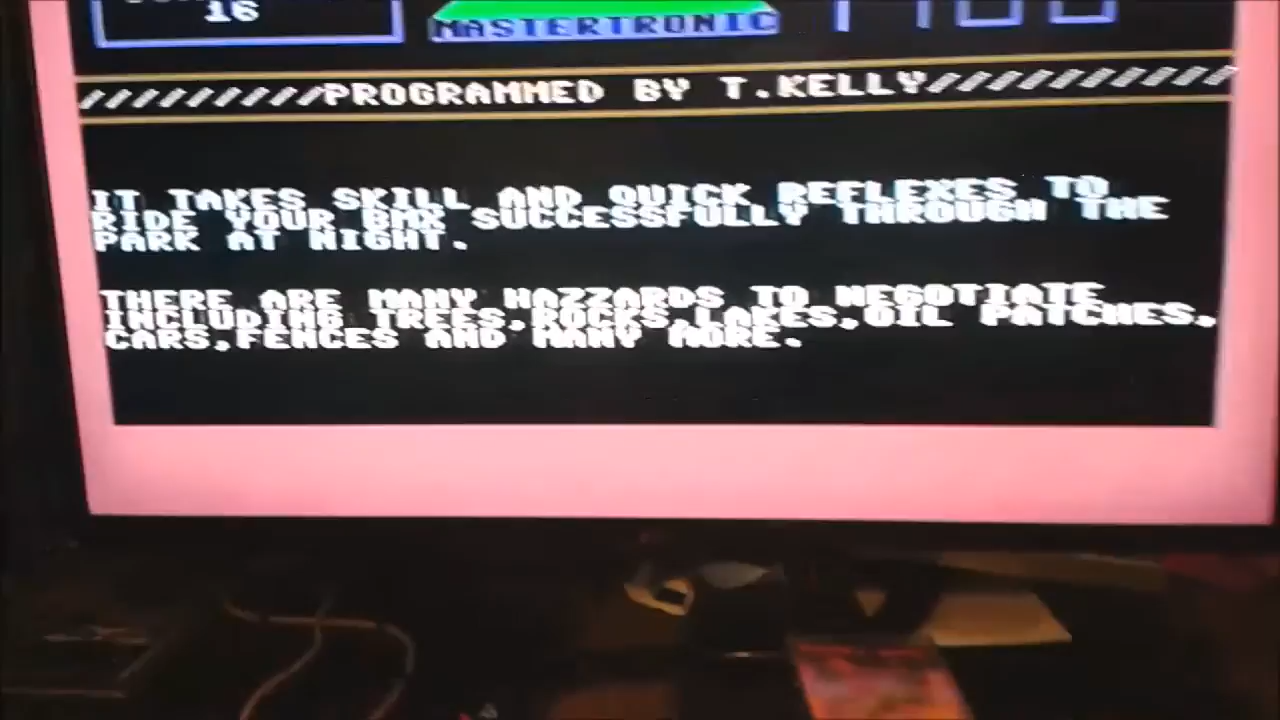 16
MASTERTRONIC
PROGRAMMED BY T.KELLY
IT TAKES SKILL AND QUICK REFLEXES TO
RIDE YOUR BMX SUCCESSFULLY THROUGH THE
PARK AT NIGHT.
THERE ARE MANY HAZZARDS TO NEGOTIATE
INCLUDING TREES,ROCKS,LAKES,OIL PATCHES,
CARS,FENCES AND MANY MORE.